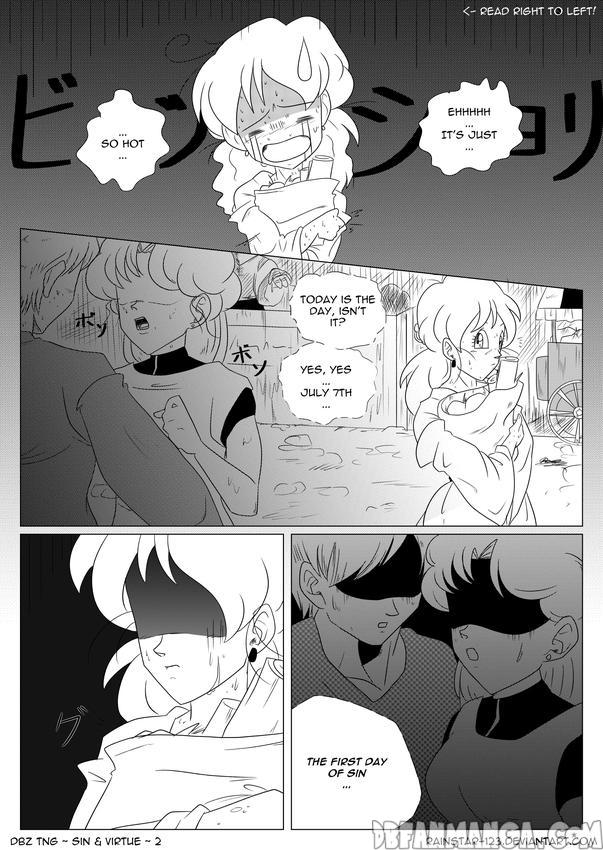 <- READ RIGHT TO LEFT!
EHHHHH
...
IT'S JUST
...
...
SO HOT
...
ビッショリ
TODAY IS THE
DAY, ISN'T
IT?
YES, YES
...
JULY 7TH
ボソ
ボソ
THE FIRST DAY
OF SIN
...
グ
DBZ TNG ~ SIN & VIRTUE ~ 2
DBFANMANGA.COM
RAINSTAR-123.DEVIANTART.COM